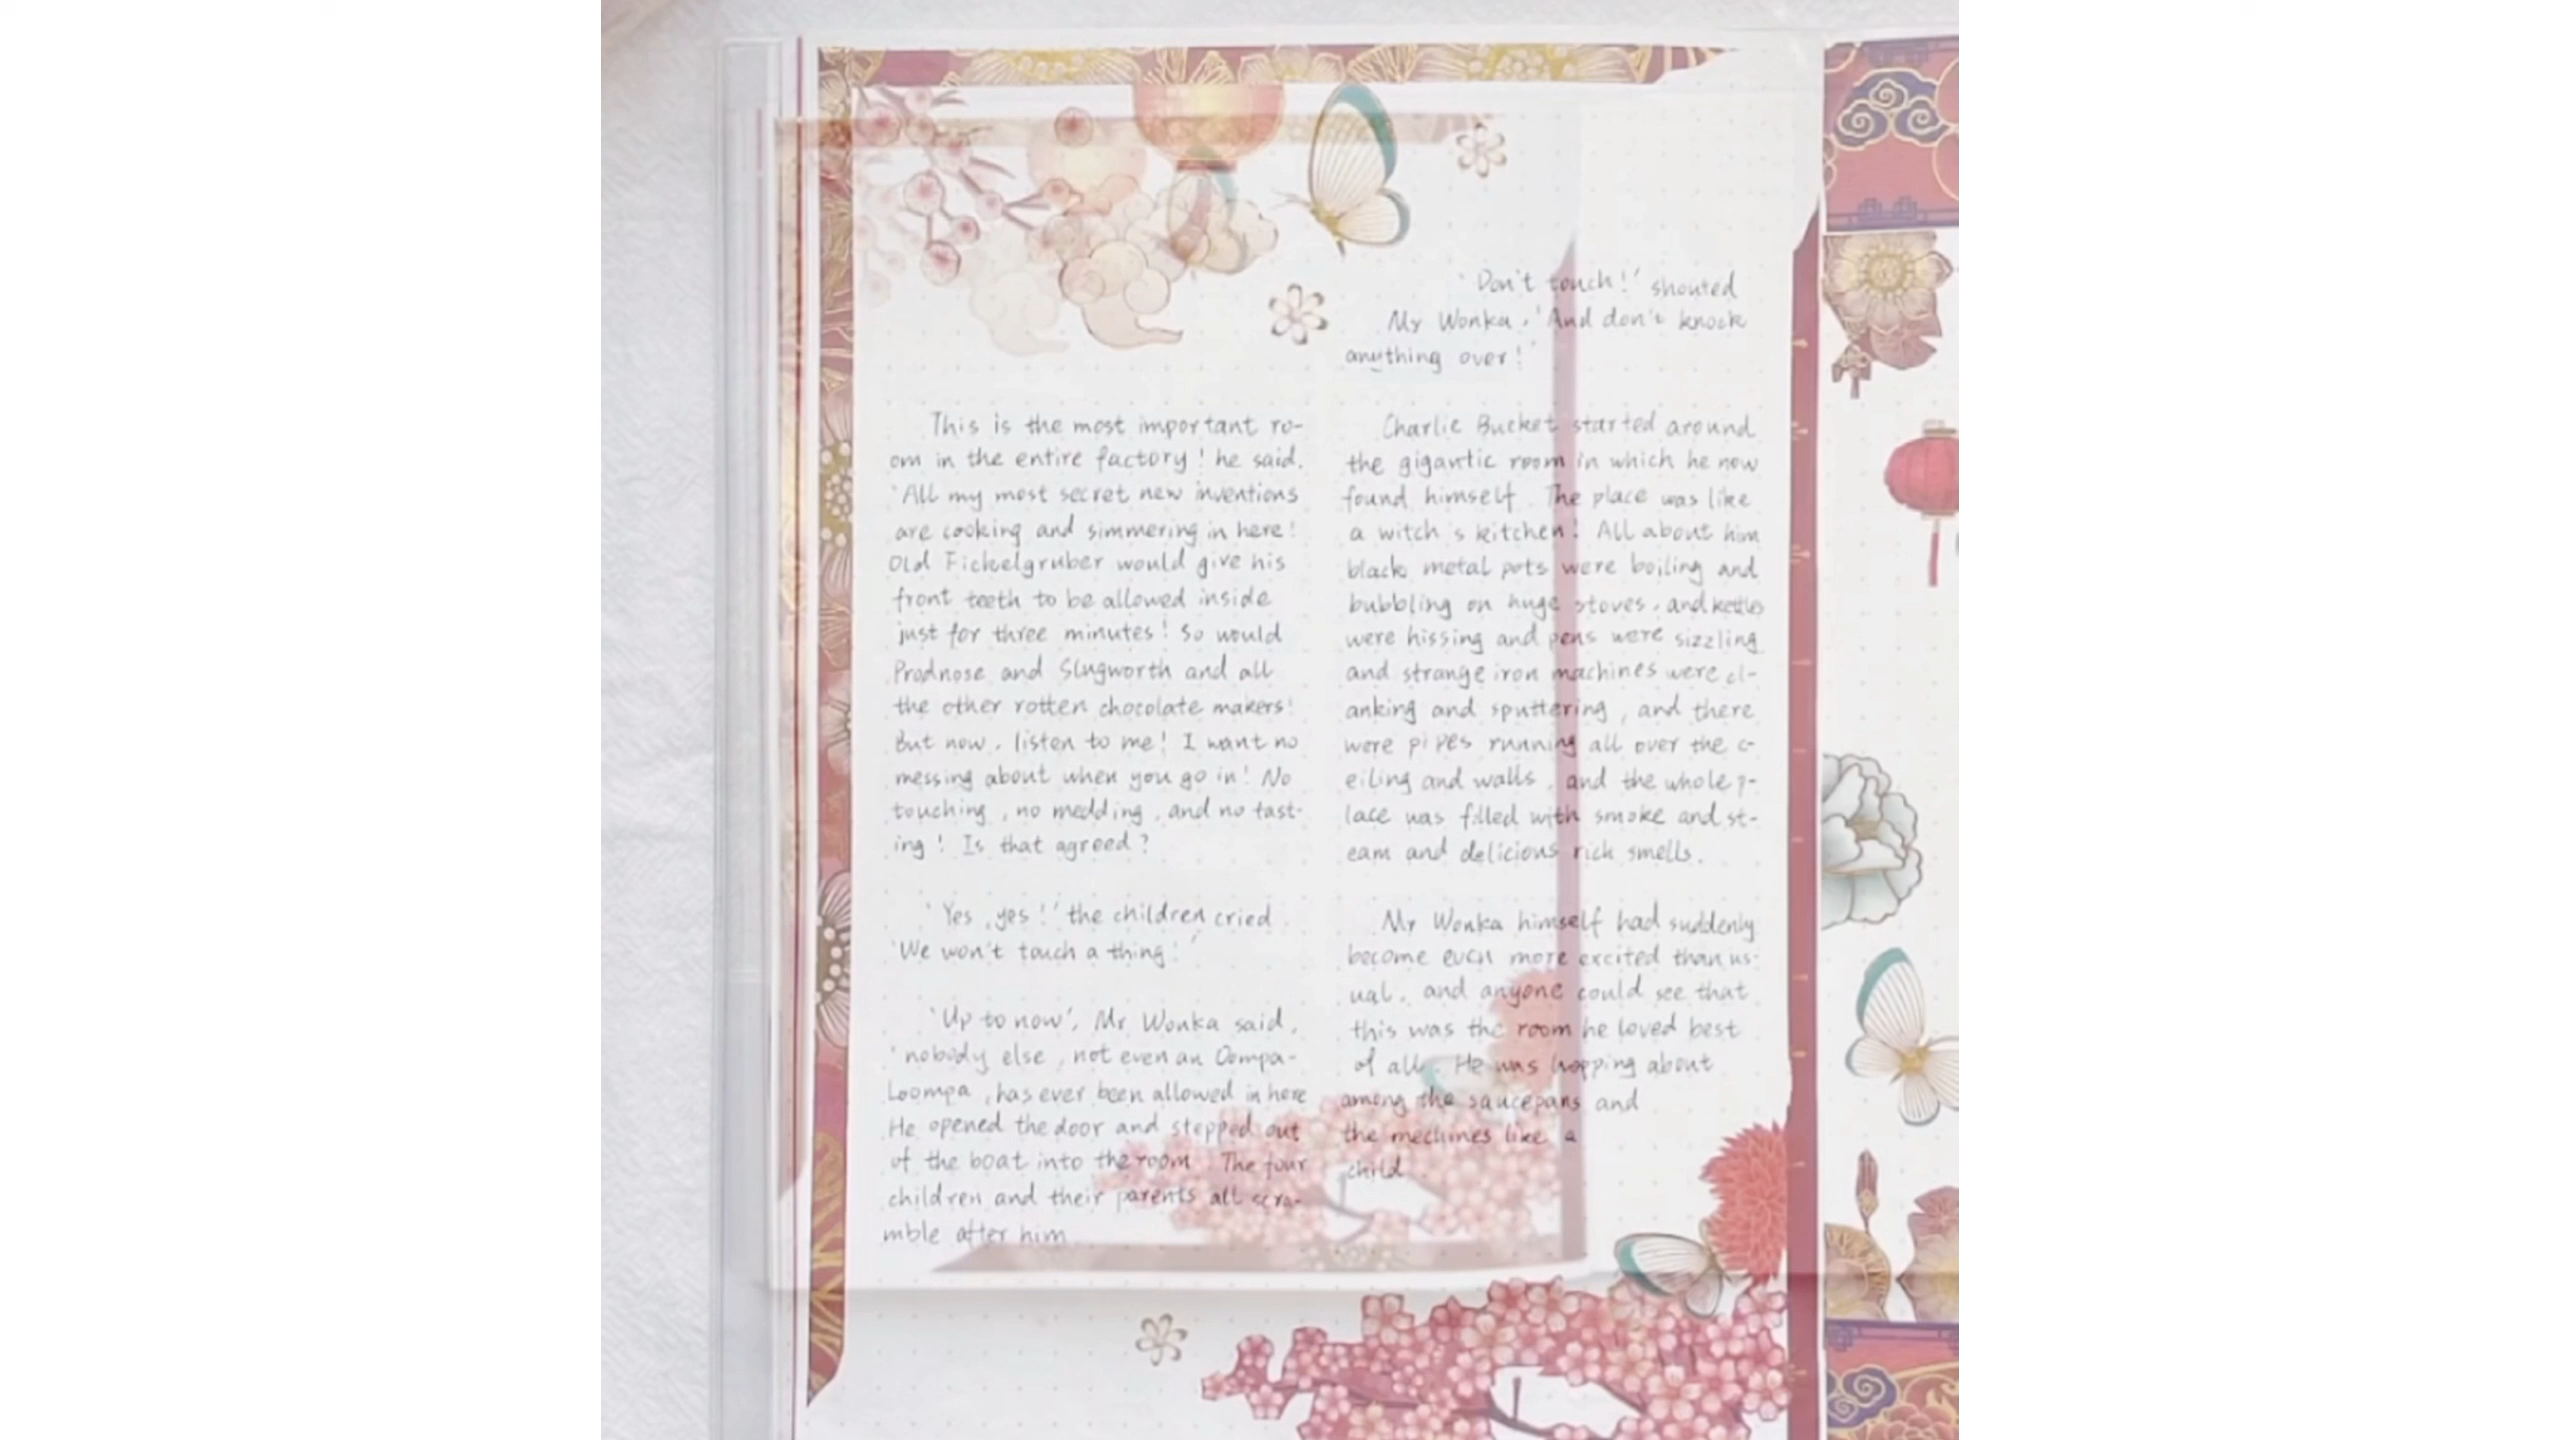 This is the most important ro-
om in the entire factory! he said.
'All my most secret new inventions
are cooking and simmering in here!
Old Fickelgruber would give his
front teeth to be allowed inside
just for three minutes! So would
Prodnose and Slugworth and all
the other rotten chocolate makers!
But now, listen to me! I want no
messing about when you go in! No
touching, no medding, and no tast-
ing! Is that agreed?
'Yes, yes!' the children cried
'We won't touch a thing!'
'Up to now', Mr Wonka said,
'nobody else, not even an Oompa-
Loompa, has ever been allowed in here
He opened the door and stepped out
of the boat into the room. The four
children and their parents all scra-
mble after him
'Don't touch!' shouted
Mr Wonka, 'And don't knock
anything over!'
Charlie Bucket started around
the gigantic room in which he now
found himself. The place was like
a witch's kitchen! All about him
black metal pots were boiling and
bubbling on huge stoves, and kettles
were hissing and pens were sizzling
and strange iron machines were cl-
anking and sputtering, and there
were pipes running all over the c-
eiling and walls, and the whole p-
lace was filled with smoke and st-
eam and delicious rich smells.
Mr Wonka himself had suddenly
become even more excited than us-
ual, and anyone could see that
this was the room he loved best
of all. He was hopping about
among the saucepans and
the mechines like a
child